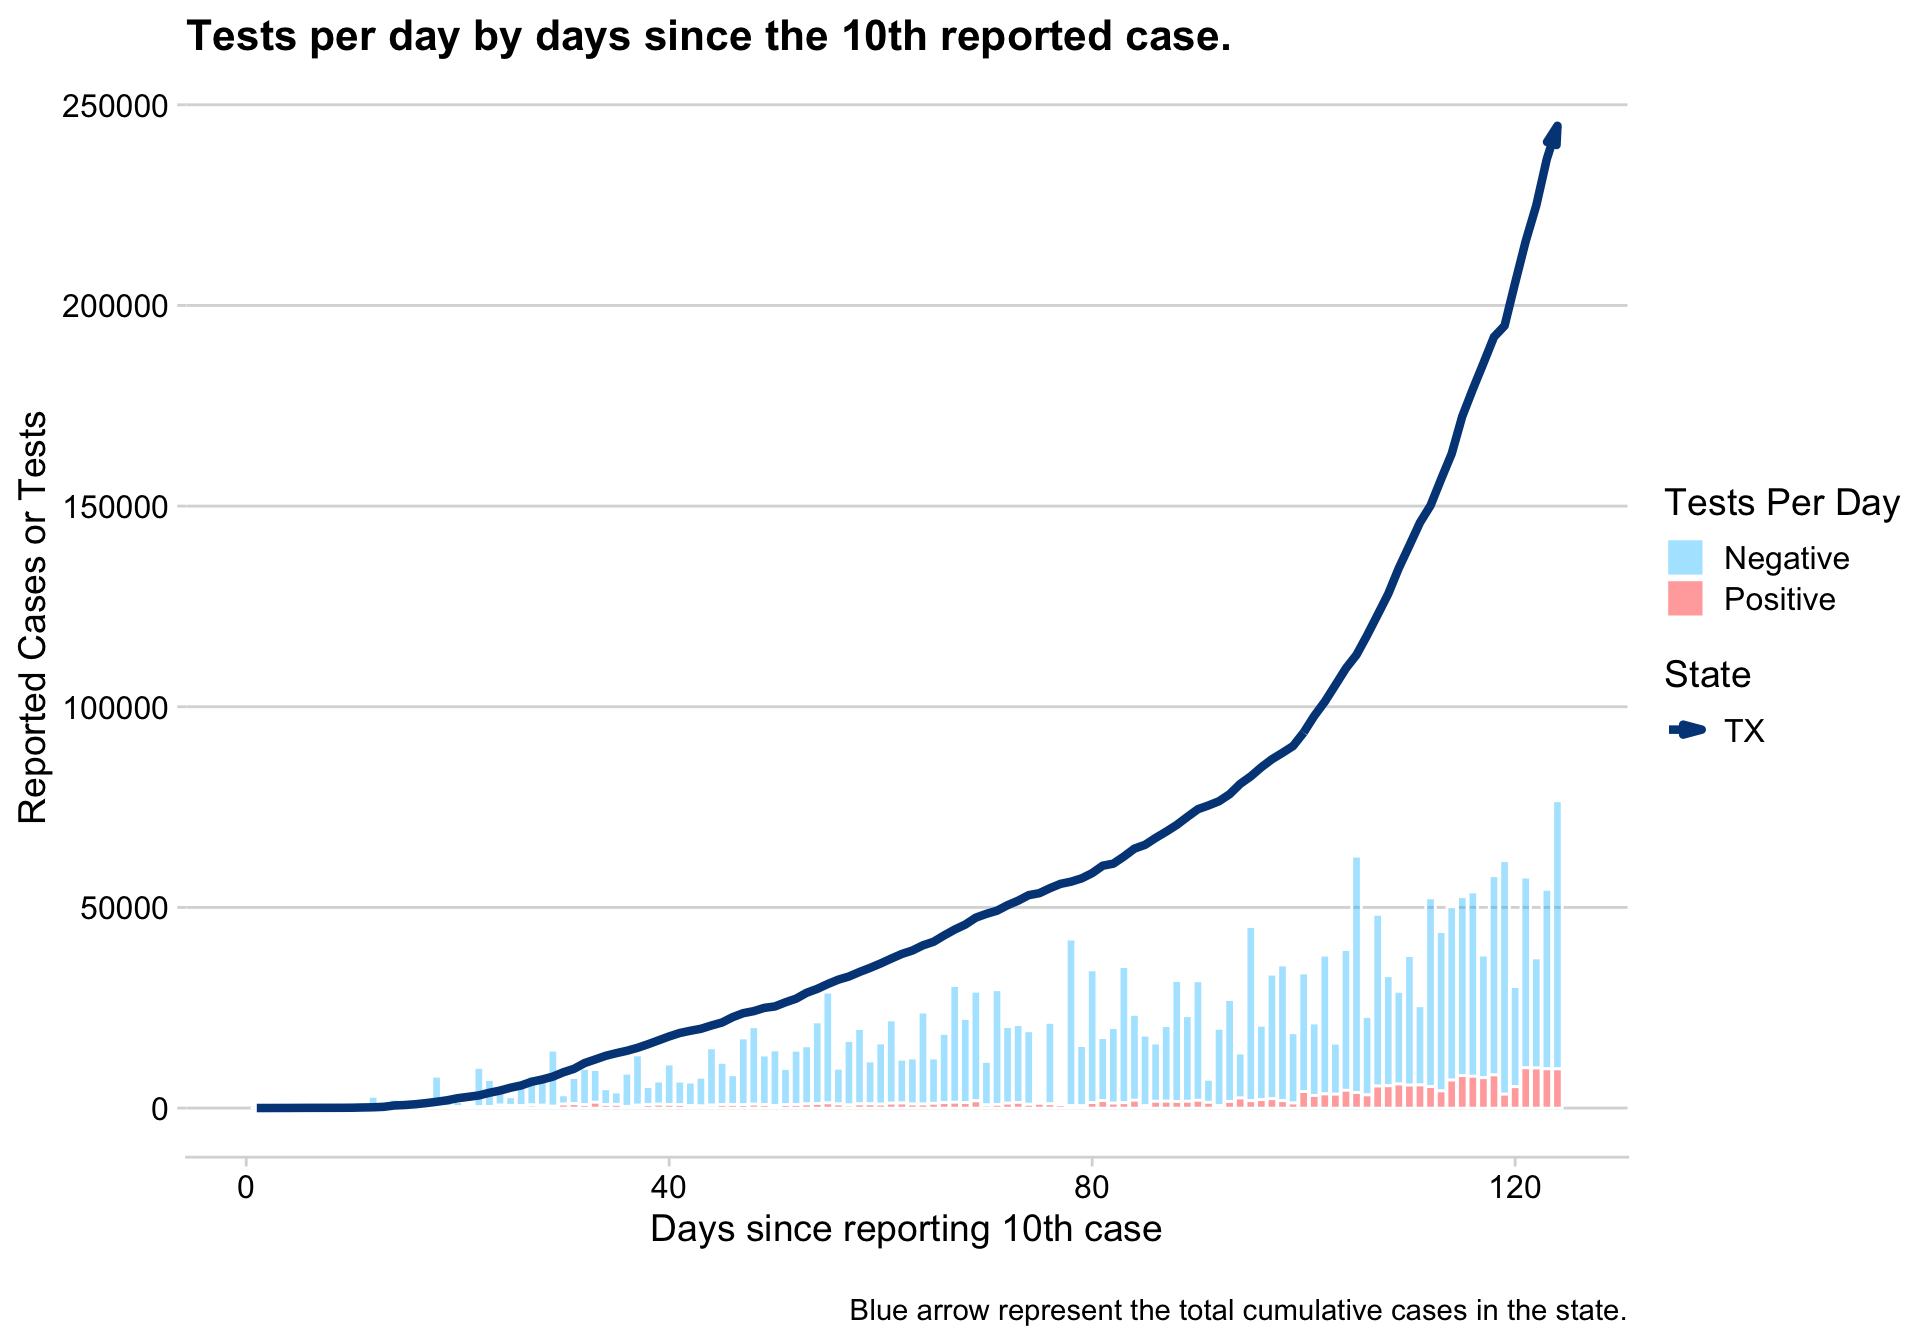 Tests per day by days since the 10th reported case.
250000
200000
150000
100000
50000
0
Reported Cases or Tests
0 40 80 120
Days since reporting 10th case
Tests Per Day
Negative
Positive
State
TX
Blue arrow represent the total cumulative cases in the state.